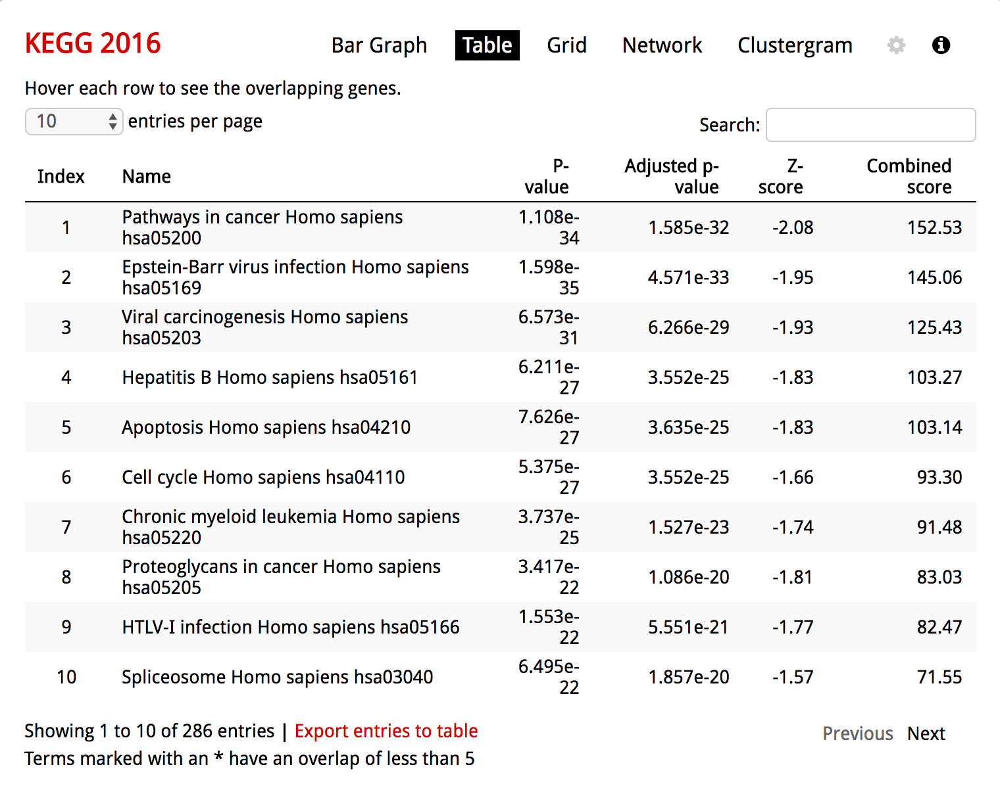 KEGG 2016 Bar Graph Table Grid Network Clustergram
Hover each row to see the overlapping genes.
10 entries per page Search:
Index Name P-value Adjusted p-value Z-score Combined score
1 Pathways in cancer Homo sapiens hsa05200 1.108e-34 1.585e-32 -2.08 152.53
2 Epstein-Barr virus infection Homo sapiens hsa05169 1.598e-35 4.571e-33 -1.95 145.06
3 Viral carcinogenesis Homo sapiens hsa05203 6.573e-31 6.266e-29 -1.93 125.43
4 Hepatitis B Homo sapiens hsa05161 6.211e-27 3.552e-25 -1.83 103.27
5 Apoptosis Homo sapiens hsa04210 7.626e-27 3.635e-25 -1.83 103.14
6 Cell cycle Homo sapiens hsa04110 5.375e-27 3.552e-25 -1.66 93.30
7 Chronic myeloid leukemia Homo sapiens hsa05220 3.737e-25 1.527e-23 -1.74 91.48
8 Proteoglycans in cancer Homo sapiens hsa05205 3.417e-22 1.086e-20 -1.81 83.03
9 HTLV-I infection Homo sapiens hsa05166 1.553e-22 5.551e-21 -1.77 82.47
10 Spliceosome Homo sapiens hsa03040 6.495e-22 1.857e-20 -1.57 71.55
Showing 1 to 10 of 286 entries | Export entries to table Previous Next
Terms marked with an * have an overlap of less than 5